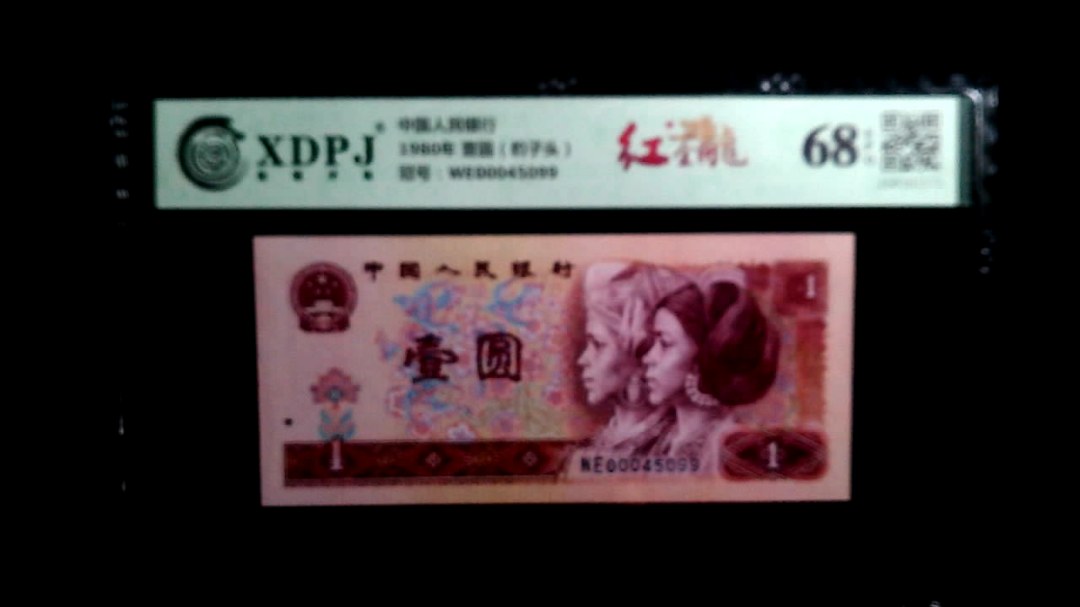 XDPJ
中国人民银行
1980年 壹圆（豹子头）
冠号：WE00045099
红
68
中国人民银行
1
壹圆
1
WE00045099
1